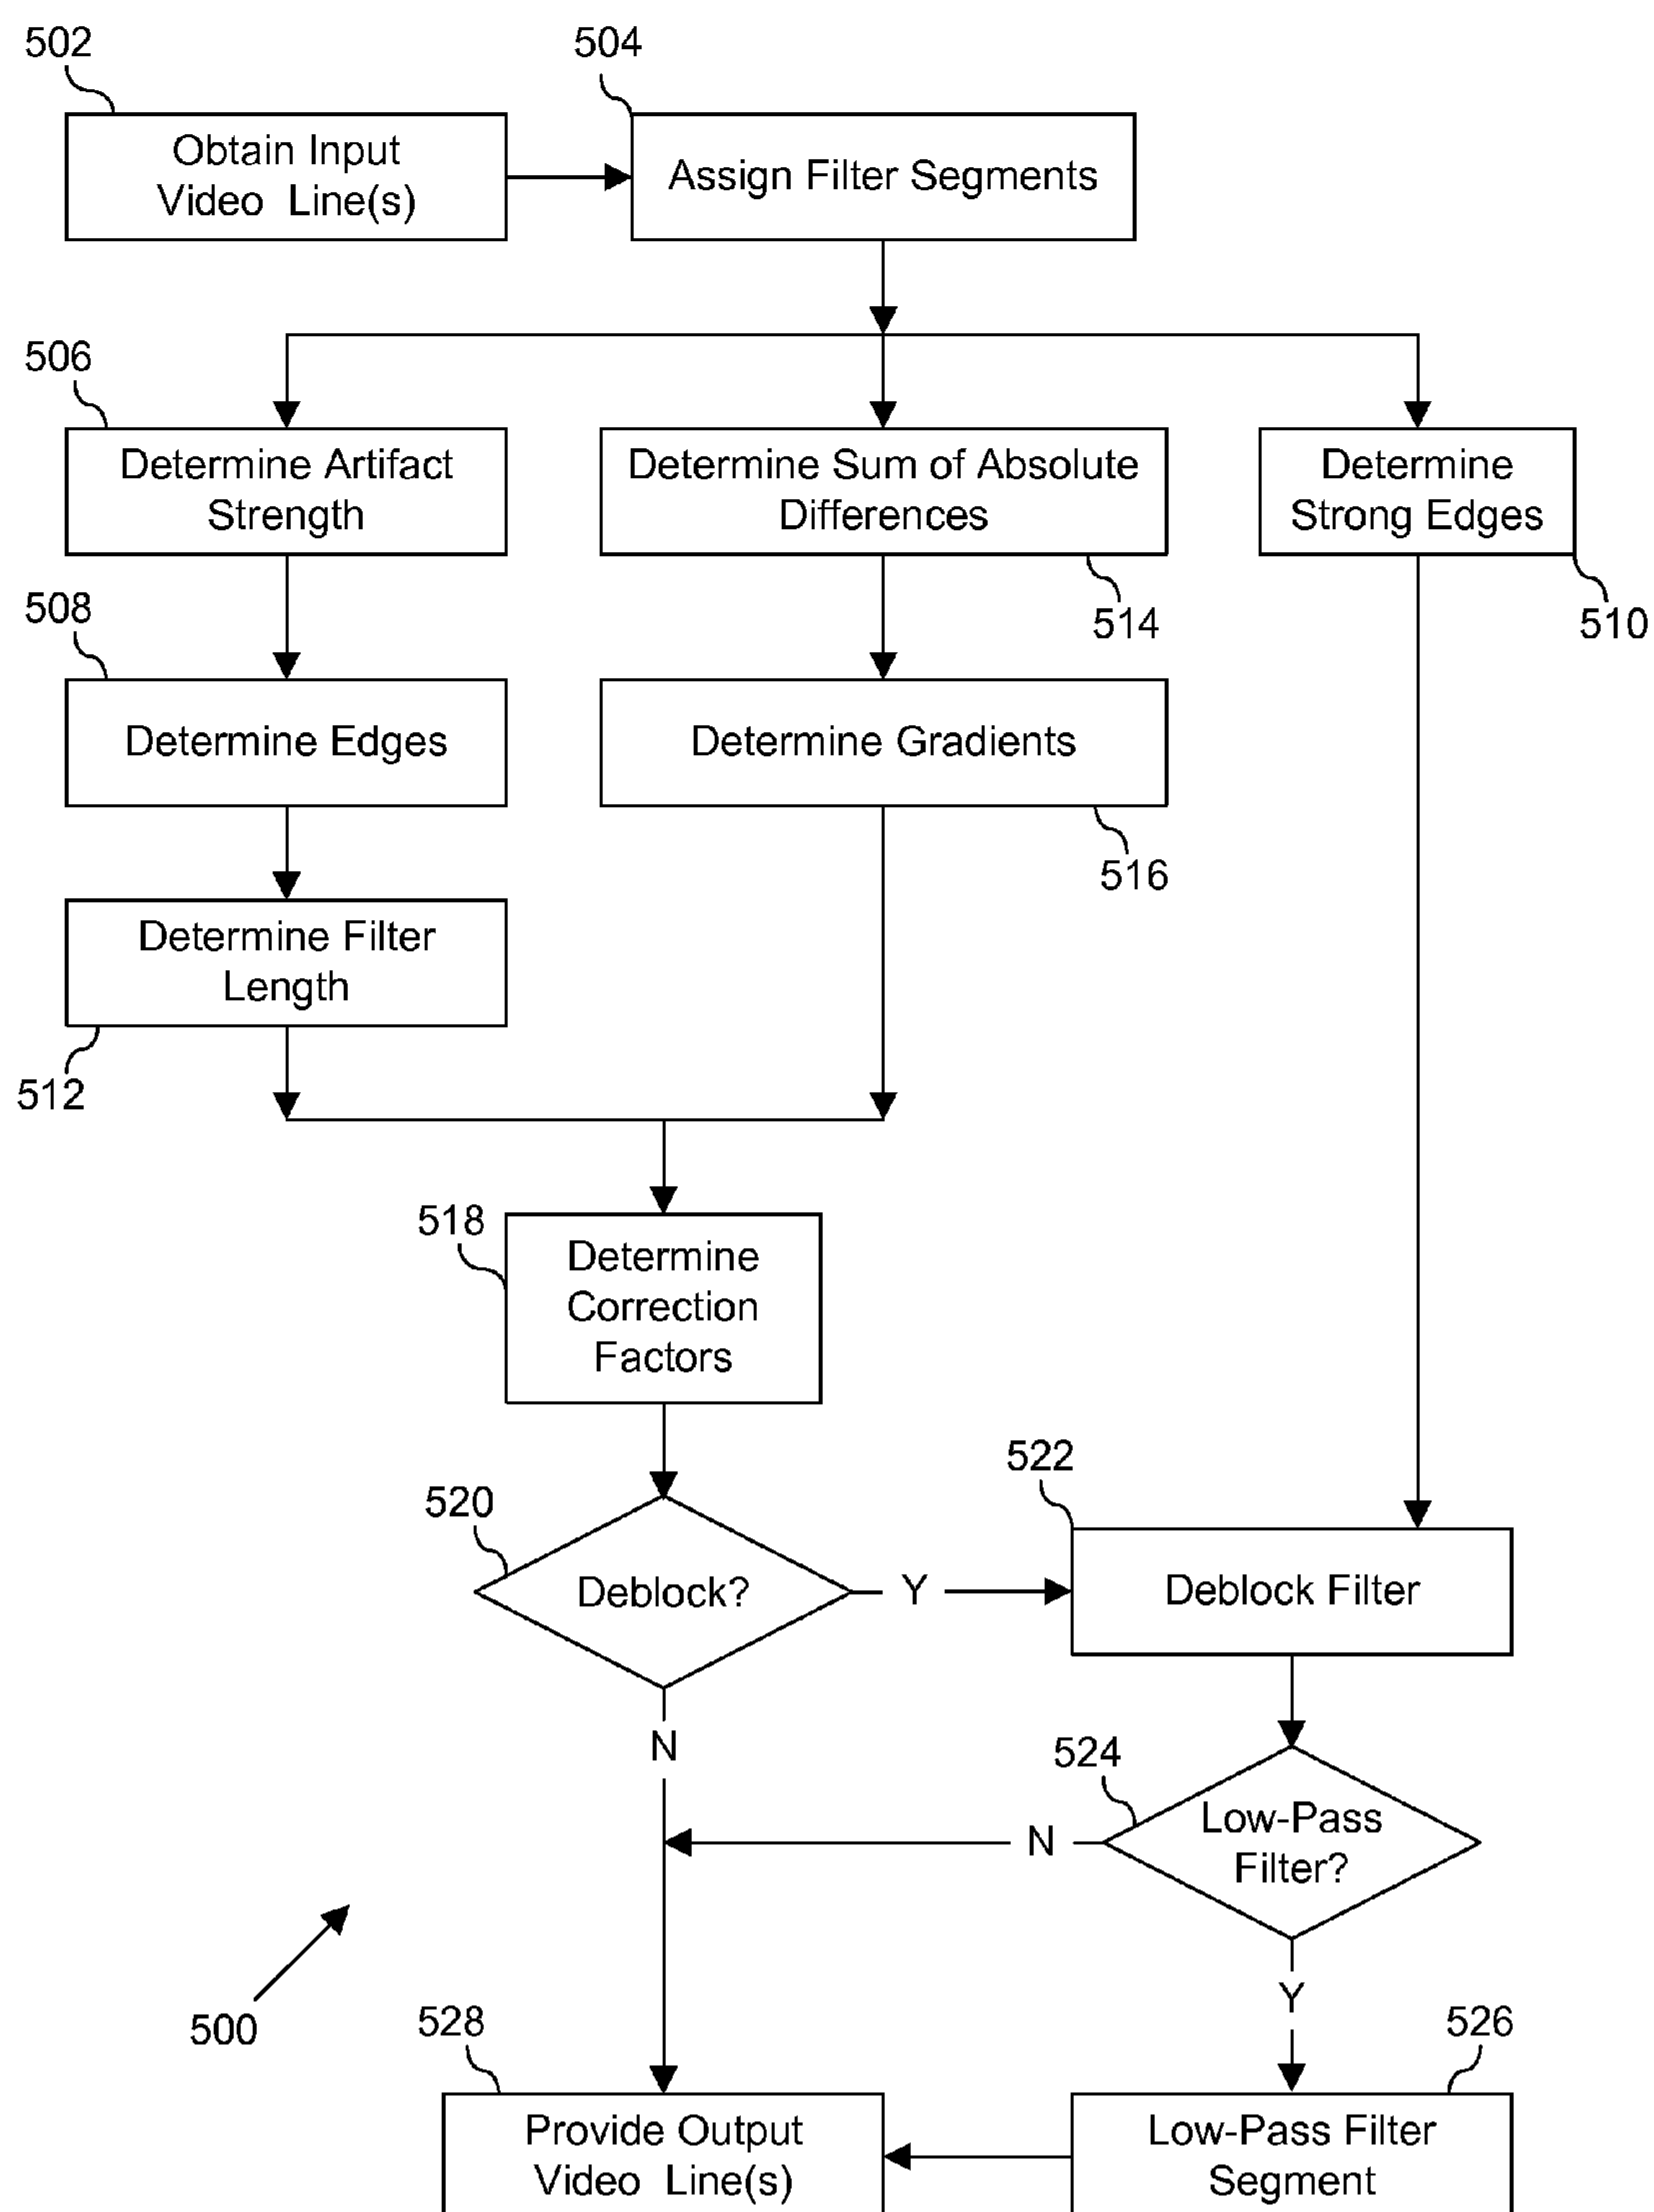 502
504
Obtain Input
Video Line(s)
Assign Filter Segments
506
Determine Artifact
Strength
Determine Sum of Absolute
Differences
Determine
Strong Edges
508
514
510
Determine Edges
Determine Gradients
516
Determine Filter
Length
512
518
Determine
Correction
Factors
522
520
Deblock?
Y
Deblock Filter
N
524
Low-Pass
Filter?
N
Y
500
528
526
Provide Output
Video Line(s)
Low-Pass Filter
Segment